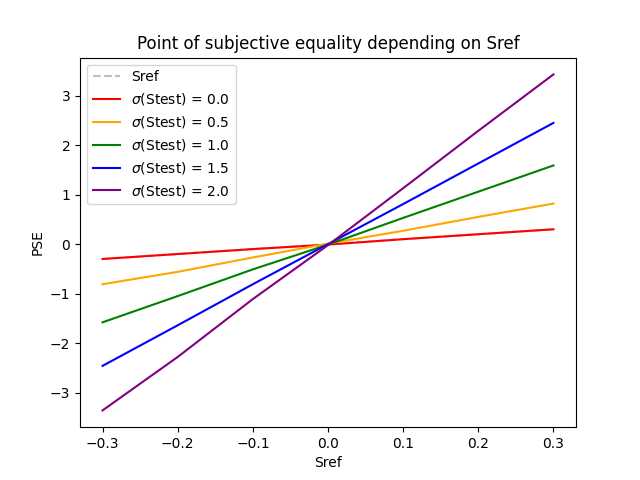 Point of subjective equality depending on Sref
Sref
σ(Stest) = 0.0
σ(Stest) = 0.5
σ(Stest) = 1.0
σ(Stest) = 1.5
σ(Stest) = 2.0
3
2
1
0
−1
−2
−3
PSE
−0.3 −0.2 −0.1 0.0 0.1 0.2 0.3
Sref